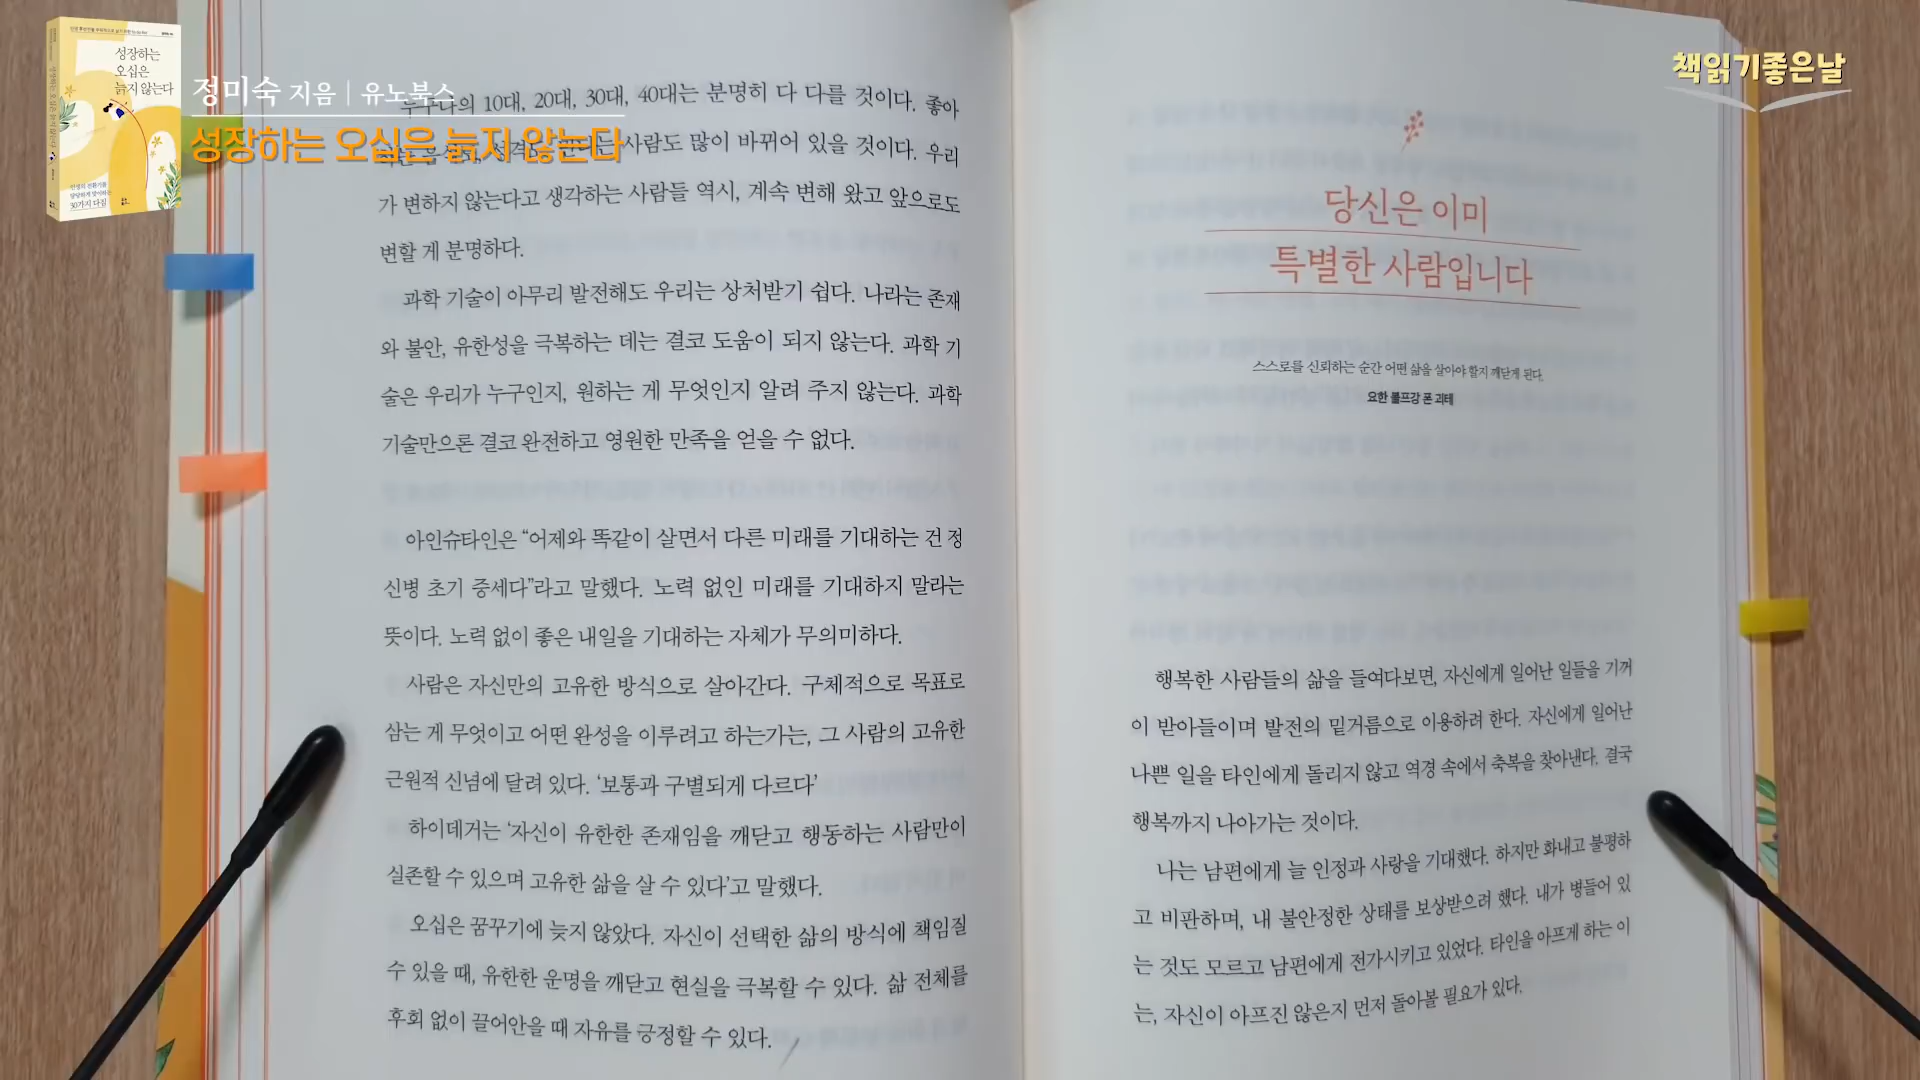 성장하는
오십은
늙지 않는다
30가지 다짐
정미숙 지음 | 유노북스
성장하는 오십은 늙지 않는다
책읽기좋은날
누구나의 10대, 20대, 30대, 40대는 분명히 다 다를 것이다. 좋아
사람도 많이 바뀌어 있을 것이다. 우리
가 변하지 않는다고 생각하는 사람들 역시, 계속 변해 왔고 앞으로도
변할 게 분명하다.
과학 기술이 아무리 발전해도 우리는 상처받기 쉽다. 나라는 존재
와 불안, 유한성을 극복하는 데는 결코 도움이 되지 않는다. 과학 기
술은 우리가 누구인지, 원하는 게 무엇인지 알려 주지 않는다. 과학
기술만으론 결코 완전하고 영원한 만족을 얻을 수 없다.
아인슈타인은 “어제와 똑같이 살면서 다른 미래를 기대하는 건 정
신병 초기 증세다”라고 말했다. 노력 없인 미래를 기대하지 말라는
뜻이다. 노력 없이 좋은 내일을 기대하는 자체가 무의미하다.
사람은 자신만의 고유한 방식으로 살아간다. 구체적으로 목표로
삼는 게 무엇이고 어떤 완성을 이루려고 하는가는, 그 사람의 고유한
근원적 신념에 달려 있다. ‘보통과 구별되게 다르다’
하이데거는 ‘자신이 유한한 존재임을 깨닫고 행동하는 사람만이
실존할 수 있으며 고유한 삶을 살 수 있다’고 말했다.
오십은 꿈꾸기에 늦지 않았다. 자신이 선택한 삶의 방식에 책임질
수 있을 때, 유한한 운명을 깨닫고 현실을 극복할 수 있다. 삶 전체를
후회 없이 끌어안을 때 자유를 긍정할 수 있다.
당신은 이미
특별한 사람입니다
스스로를 신뢰하는 순간 어떤 삶을 살아야 할지 깨닫게 된다.
요한 볼프강 폰 괴테
행복한 사람들의 삶을 들여다보면, 자신에게 일어난 일들을 기꺼
이 받아들이며 발전의 밑거름으로 이용하려 한다. 자신에게 일어난
나쁜 일을 타인에게 돌리지 않고 역경 속에서 축복을 찾아낸다. 결국
행복까지 나아가는 것이다.
나는 남편에게 늘 인정과 사랑을 기대했다. 하지만 화내고 불평하
고 비판하며, 내 불안정한 상태를 보상받으려 했다. 내가 병들어 있
는 것도 모르고 남편에게 전가시키고 있었다. 타인을 아프게 하는 이
는, 자신이 아프진 않은지 먼저 돌아볼 필요가 있다.